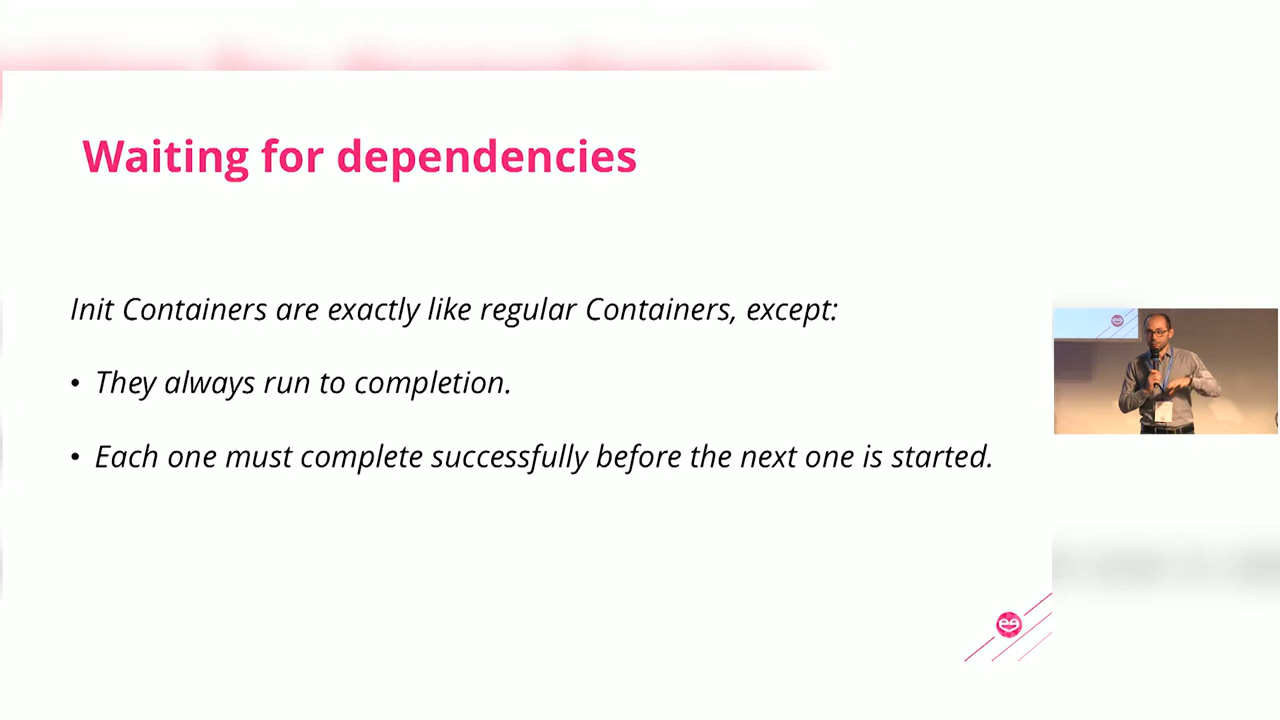 Waiting for dependencies
Init Containers are exactly like regular Containers, except:
• They always run to completion.
• Each one must complete successfully before the next one is started.